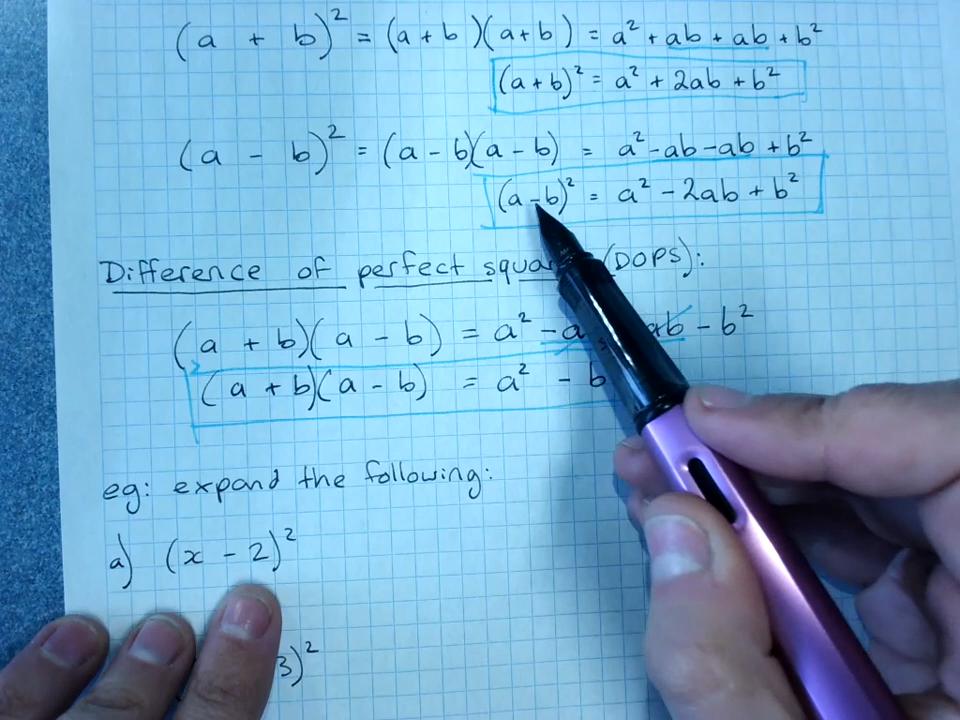 (a + b)² = (a + b)(a + b) = a² + ab + ab + b²
(a + b)² = a² + 2ab + b²
(a - b)² = (a - b)(a - b) = a² - ab - ab + b²
(a - b)² = a² - 2ab + b²
Difference of perfect (DOPS):
(a + b)(a - b) = a² - a ab - b²
(a + b)(a - b) = a² - b
eg: expand the following:
a) (x - 2)²
3)²